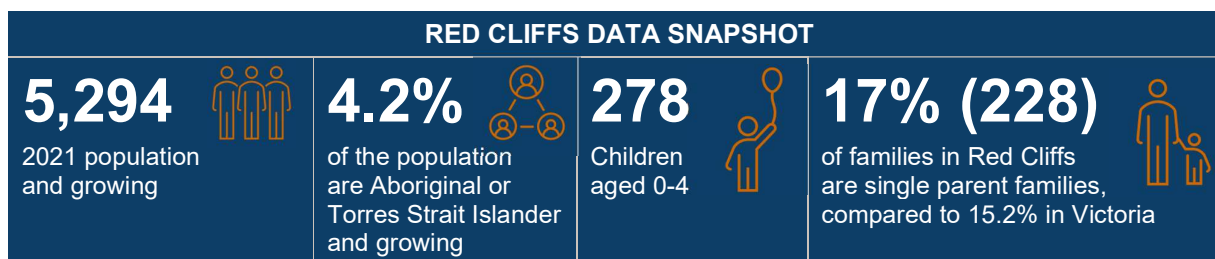 RED CLIFFS DATA SNAPSHOT
5,294
2021 population
and growing
4.2%
of the population
are Aboriginal or
Torres Strait Islander
and growing
278
Children
aged 0-4
17% (228)
of families in Red Cliffs
are single parent families,
compared to 15.2% in Victoria